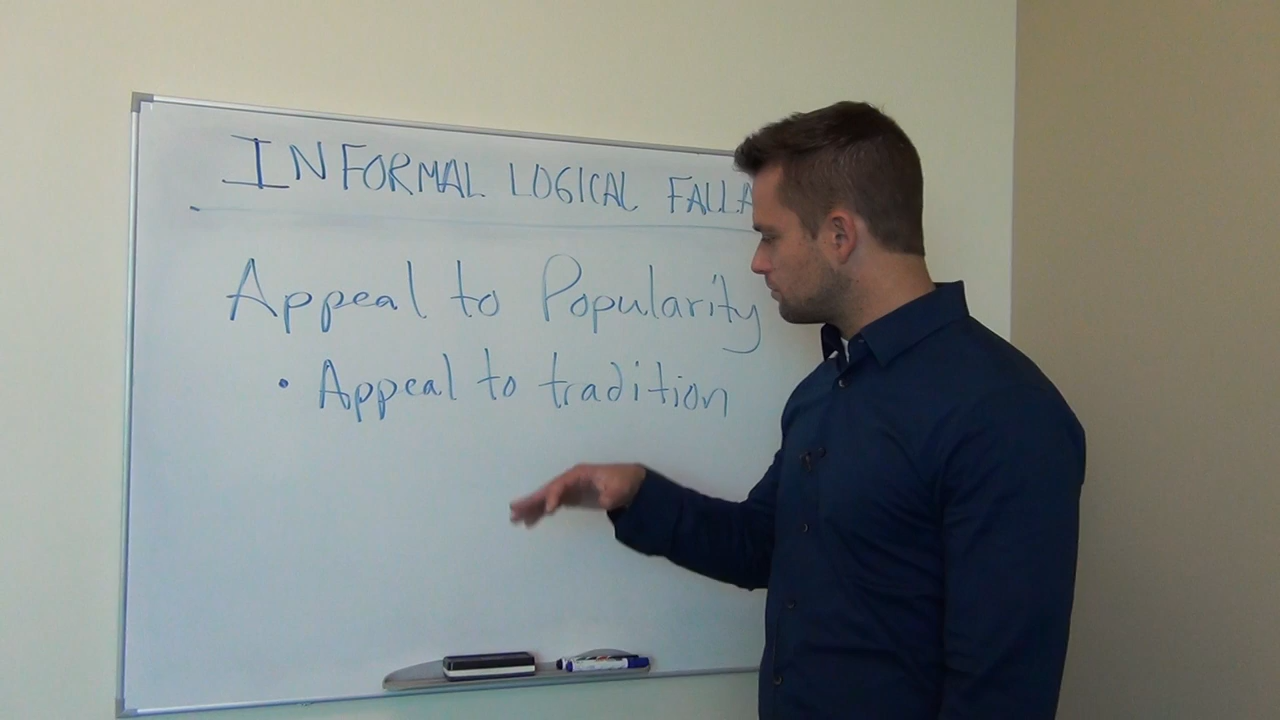 INFORMAL LOGICAL FALLA
Appeal to Popularity
• Appeal to tradition